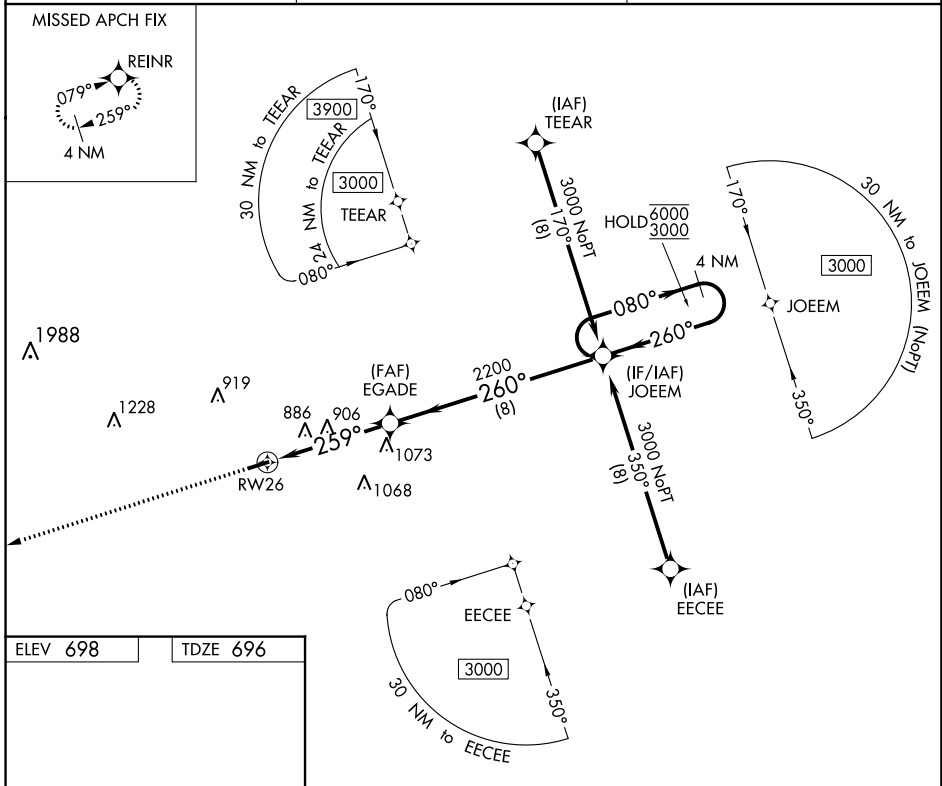 MISSED APCH FIX
REINR
079°
259°
4 NM
30 NM to TEEAR
3900
170°
24 NM to TEEAR
3000
TEEAR
080°
(IAF)
TEEAR
3000 NoPT
170°
(8)
HOLD 6000
3000
4 NM
080°
260°
170°
30 NM to JOEEM (NoPT)
3000
JOEEM
350°
(IF/IAF)
JOEEM
1988
1228
919
886
906
(FAF)
EGADE
2200
260°
(8)
259°
1073
1068
RW26
3000 NoPT
350°
(8)
(IAF)
EECEE
080°
EECEE
3000
350°
30 NM to EECEE
ELEV 698
TDZE 696